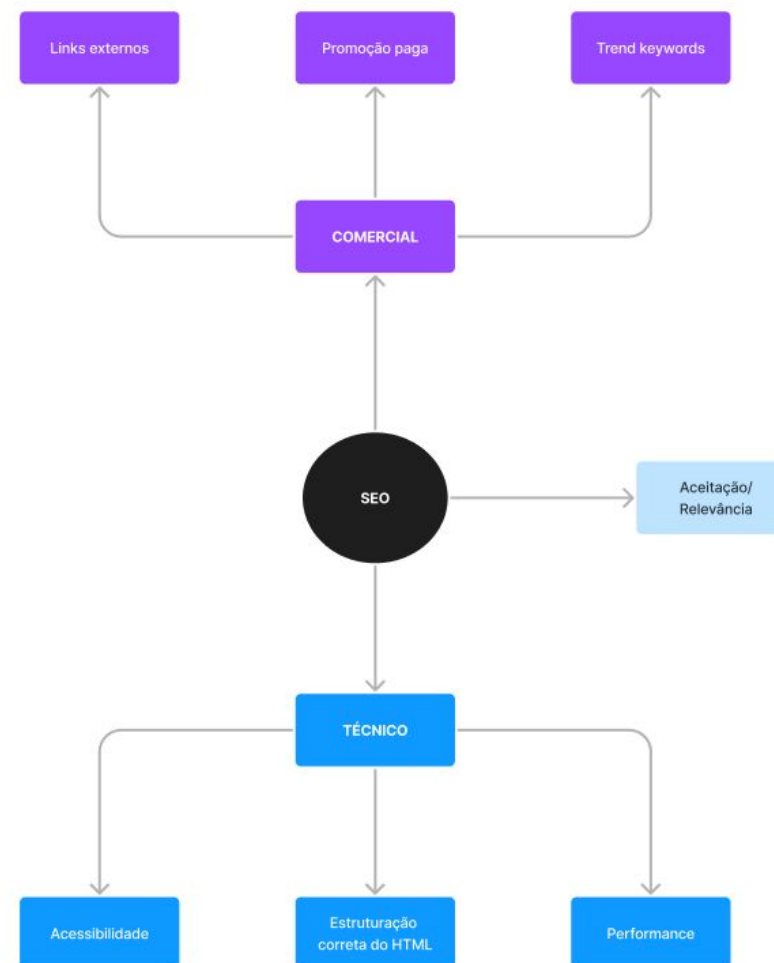 Links externos
Promoção paga
Trend keywords
COMERCIAL
SEO
Aceitação/
Relevância
TÉCNICO
Acessibilidade
Estruturação
correta do HTML
Performance